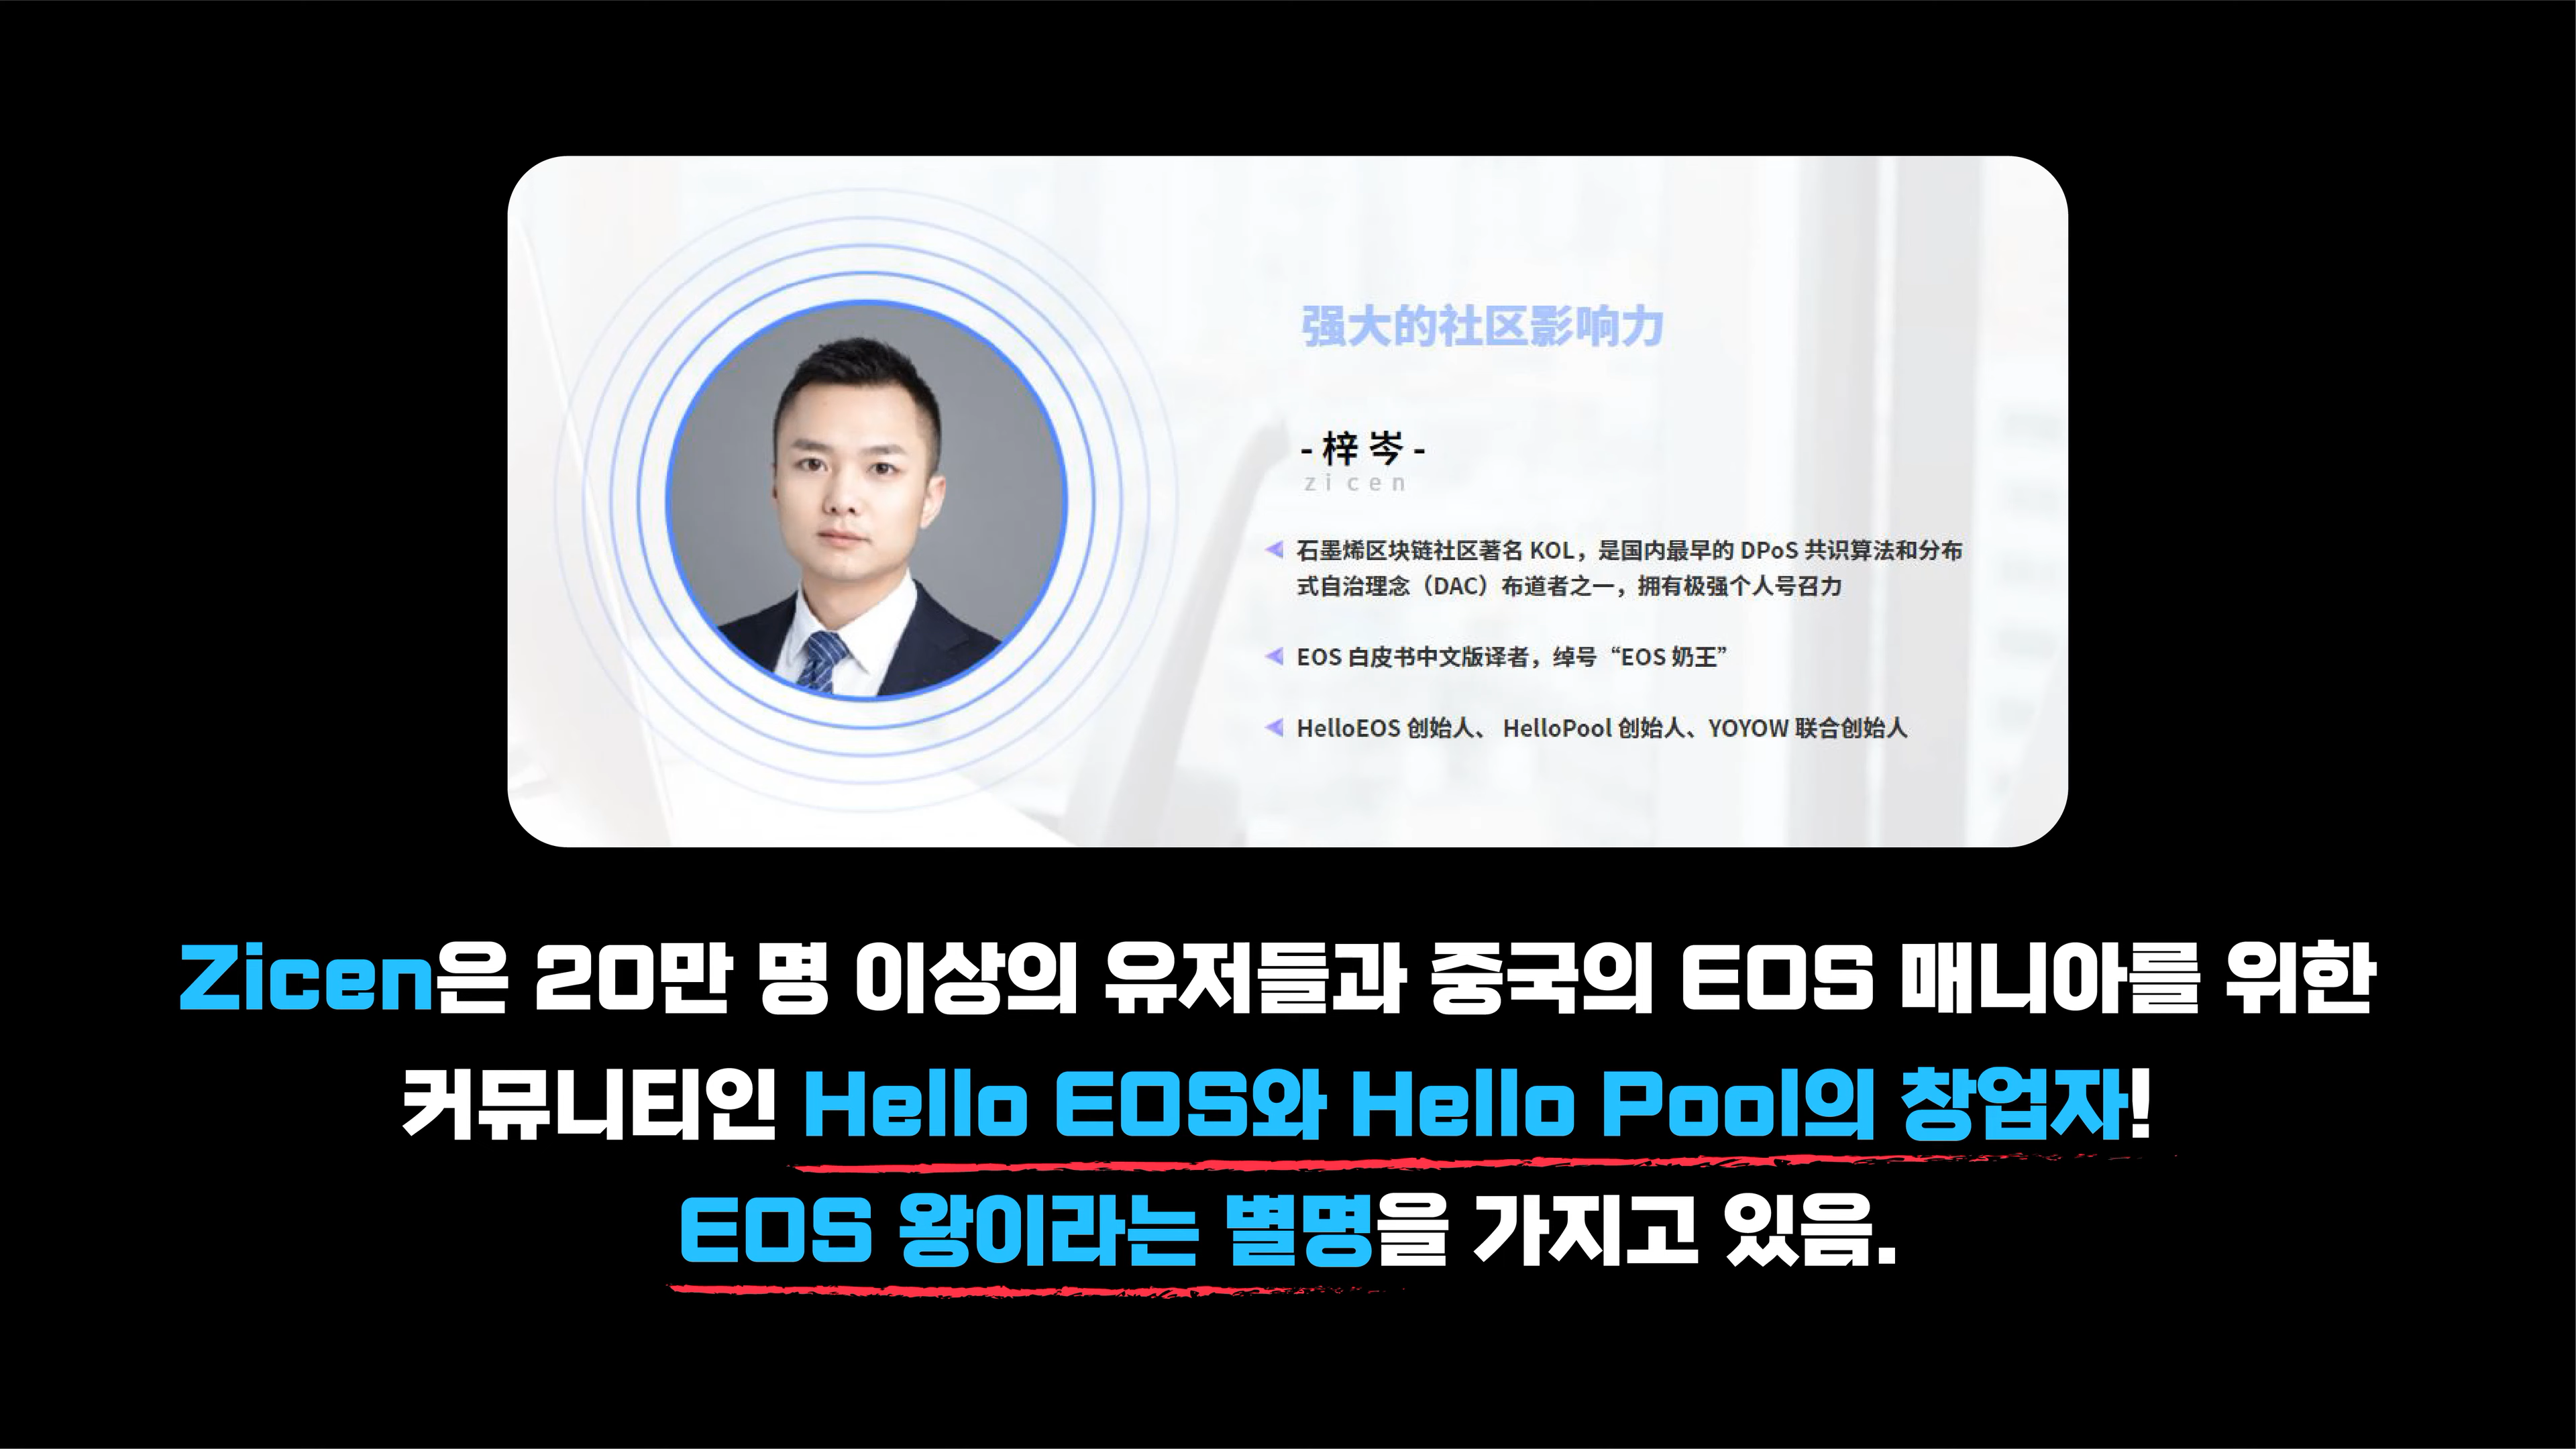 强大的社区影响力
- 梓 岑 -
zicen
石墨烯区块链社区著名 KOL，是国内最早的 DPoS 共识算法和分布
式自治理念（DAC）布道者之一，拥有极强个人号召力
EOS 白皮书中文版译者，绰号“EOS 奶王”
HelloEOS 创始人、 HelloPool 创始人、YOYOW 联合创始人
Zicen은 20만 명 이상의 유저들과 중국의 EOS 매니아를 위한
커뮤니티인 Hello EOS와 Hello Pool의 창업자!
EOS 왕이라는 별명을 가지고 있음.